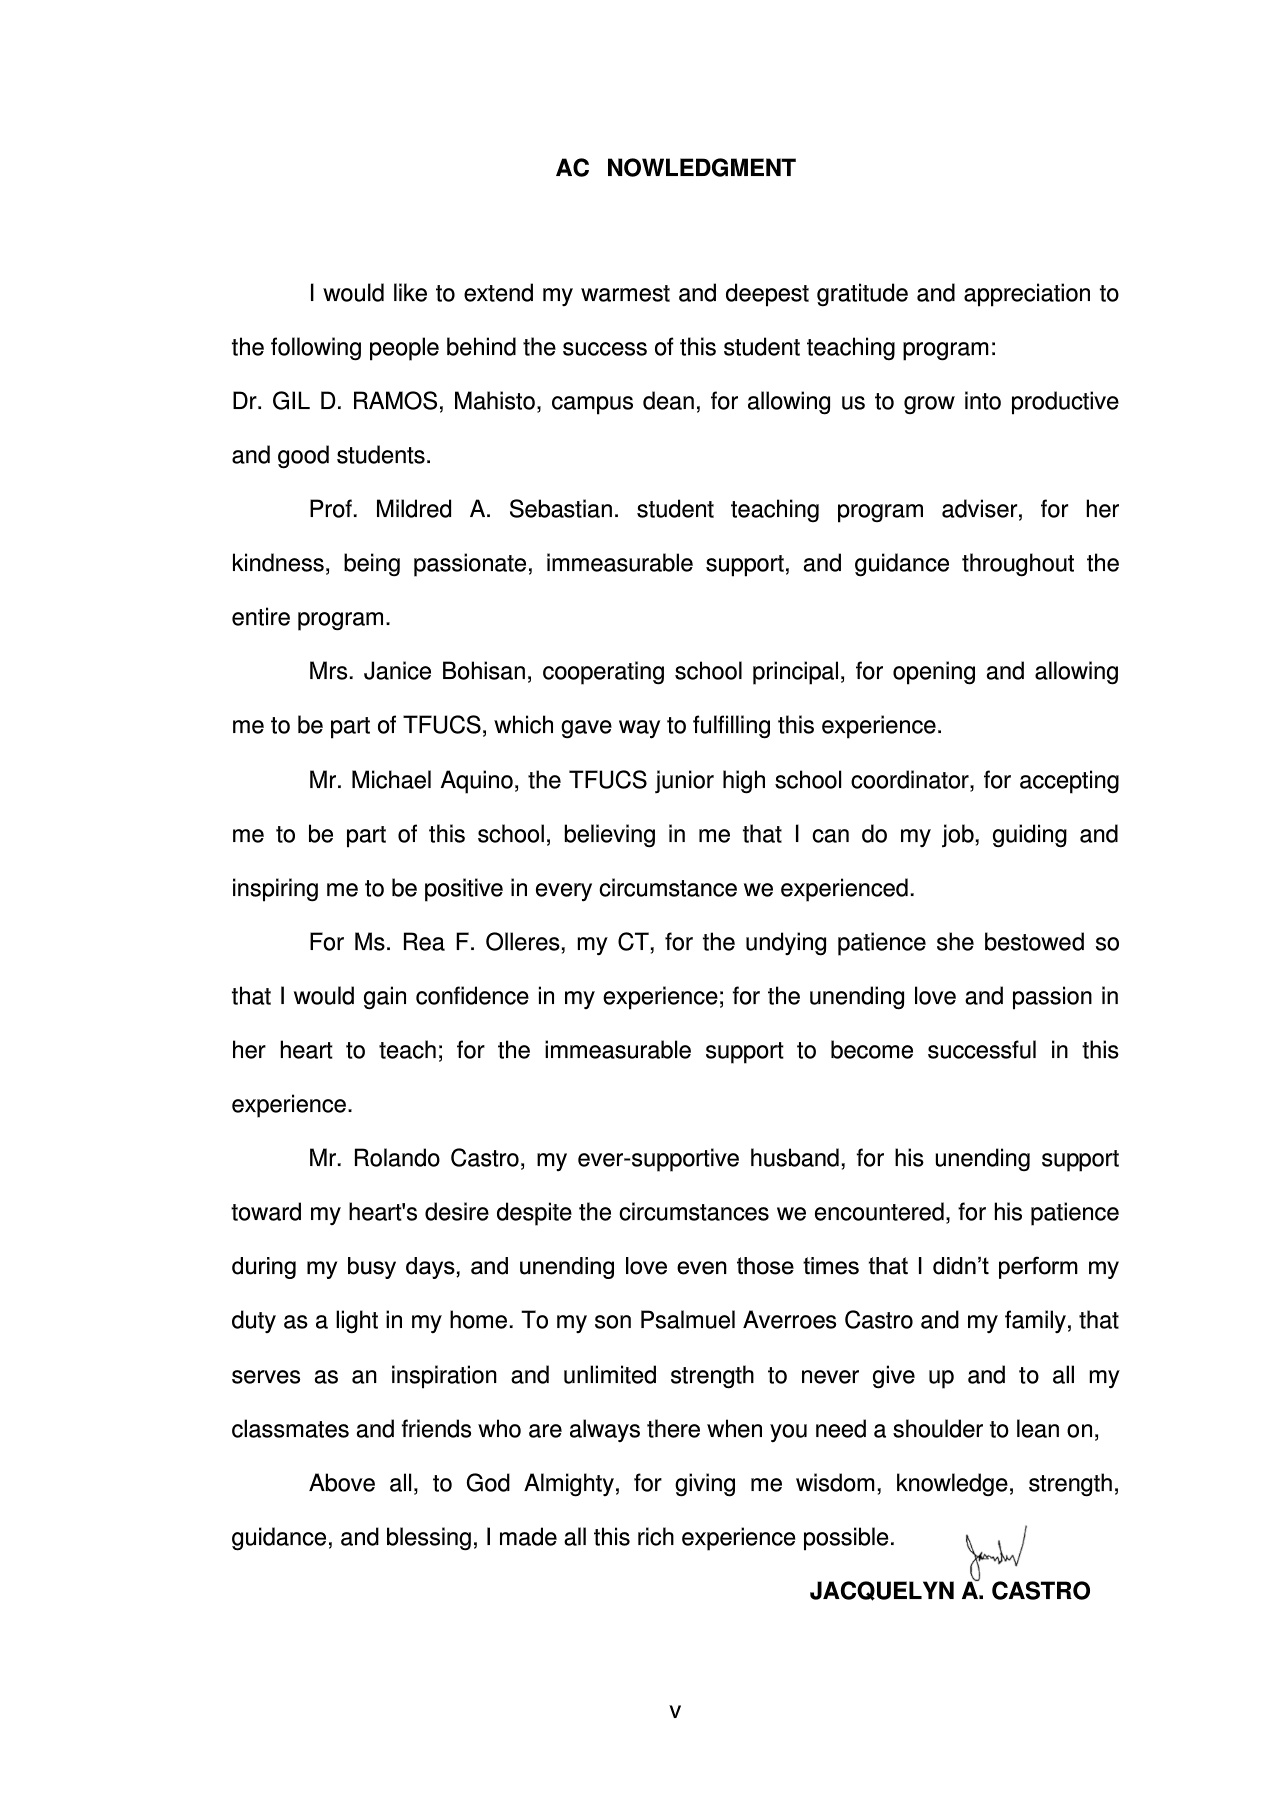 AC NOWLEDGMENT
I would like to extend my warmest and deepest gratitude and appreciation to
the following people behind the success of this student teaching program:
Dr. GIL D. RAMOS, Mahisto, campus dean, for allowing us to grow into productive
and good students.
Prof. Mildred A. Sebastian. student teaching program adviser, for her
kindness, being passionate, immeasurable support, and guidance throughout the
entire program.
Mrs. Janice Bohisan, cooperating school principal, for opening and allowing
me to be part of TFUCS, which gave way to fulfilling this experience.
Mr. Michael Aquino, the TFUCS junior high school coordinator, for accepting
me to be part of this school, believing in me that I can do my job, guiding and
inspiring me to be positive in every circumstance we experienced.
For Ms. Rea F. Olleres, my CT, for the undying patience she bestowed so
that I would gain confidence in my experience; for the unending love and passion in
her heart to teach; for the immeasurable support to become successful in this
experience.
Mr. Rolando Castro, my ever-supportive husband, for his unending support
toward my heart's desire despite the circumstances we encountered, for his patience
during my busy days, and unending love even those times that I didn’t perform my
duty as a light in my home. To my son Psalmuel Averroes Castro and my family, that
serves as an inspiration and unlimited strength to never give up and to all my
classmates and friends who are always there when you need a shoulder to lean on,
Above all, to God Almighty, for giving me wisdom, knowledge, strength,
guidance, and blessing, I made all this rich experience possible.
JACQUELYN A. CASTRO
v